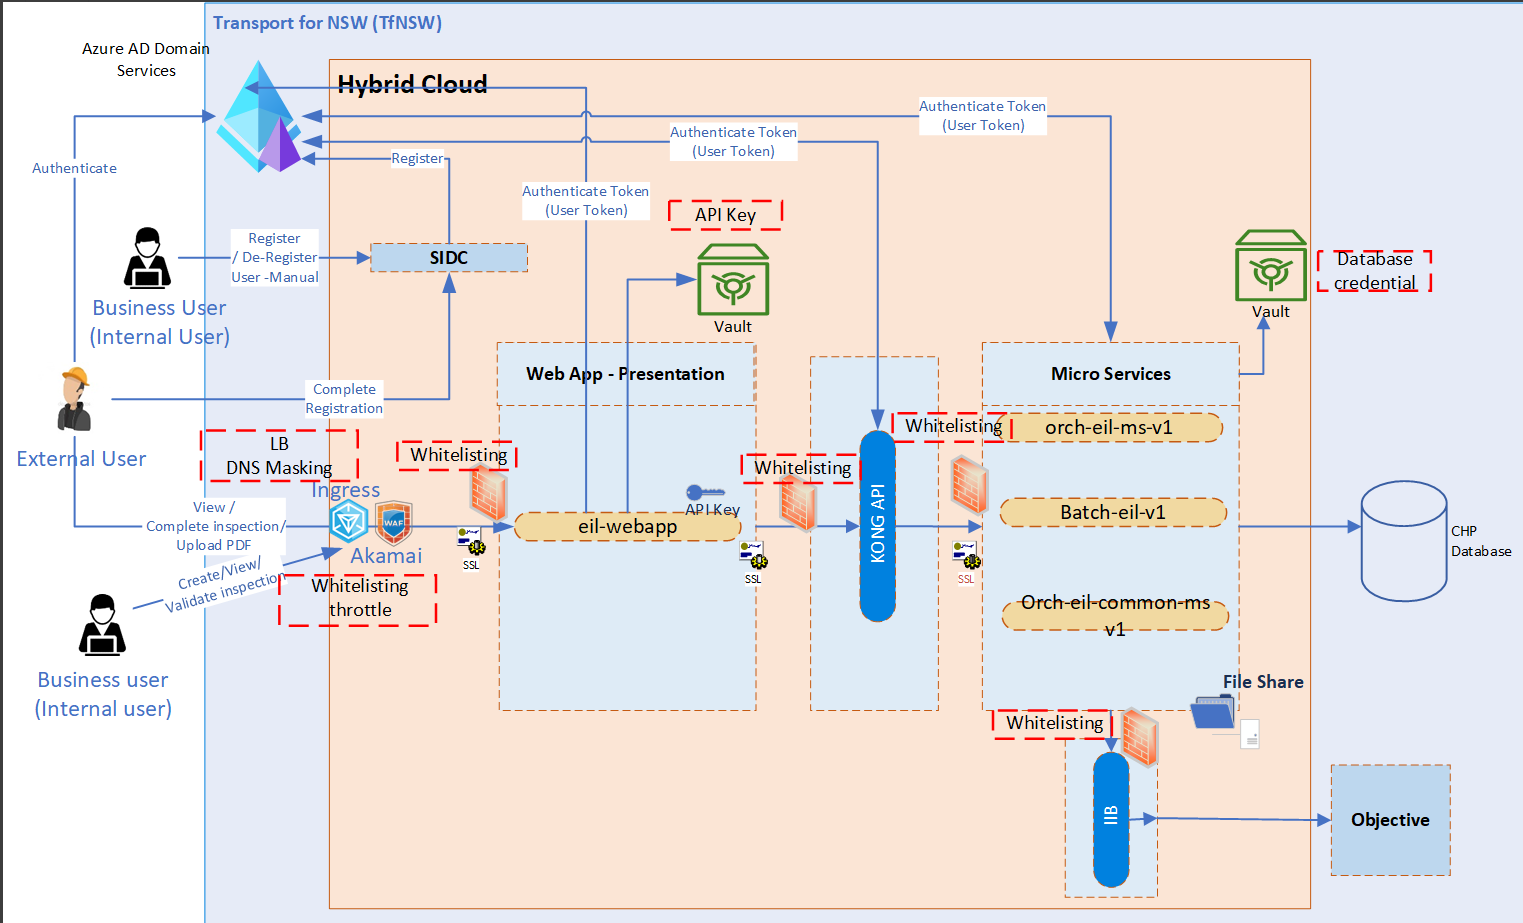 Transport for NSW (TfNSW)
Azure AD Domain
Services
Hybrid Cloud
Authenticate Token
(User Token)
Authenticate Token
(User Token)
Register
Authenticate
Authenticate Token
(User Token)
API Key
Register
/ De-Register
User -Manual
SIDC
Database
credential
Vault
Vault
Business User
(Internal User)
Web App - Presentation
Micro Services
Complete
Registration
External User
LB
DNS Masking
Whitelisting
Whitelisting
Whitelisting
orch-eil-ms-v1
Ingress
View /
Complete inspection/
Upload PDF
WAF
Akamai
SSL
eil-webapp
API Key
SSL
KONG API
SSL
Batch-eil-v1
CHP
Database
Create/View/
Validate inspection
Whitelisting
throttle
Orch-eil-common-ms
v1
Business user
(Internal user)
File Share
Whitelisting
IIB
Objective